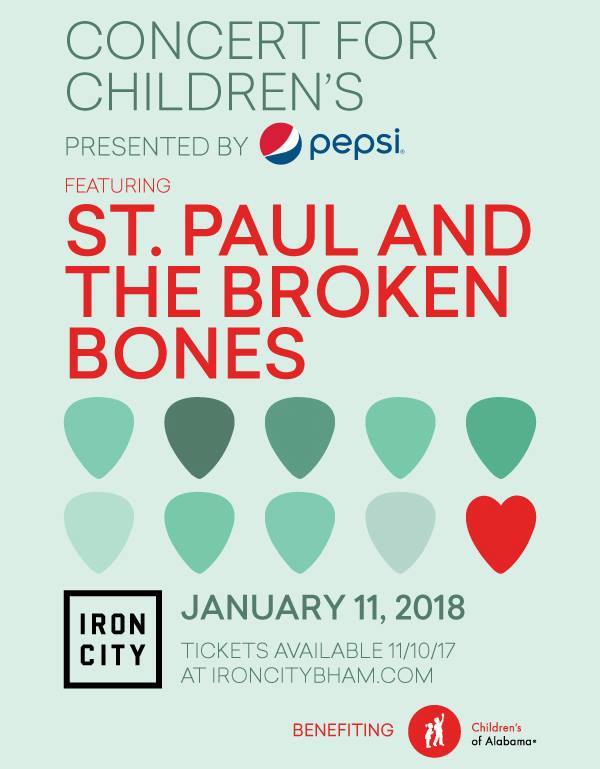 CONCERT FOR
CHILDREN'S
PRESENTED BY pepsi®
FEATURING
ST. PAUL AND
THE BROKEN
BONES
IRON
CITY
JANUARY 11, 2018
TICKETS AVAILABLE 11/10/17
AT IRONCITYBHAM.COM
BENEFITING
Children's
of Alabama®